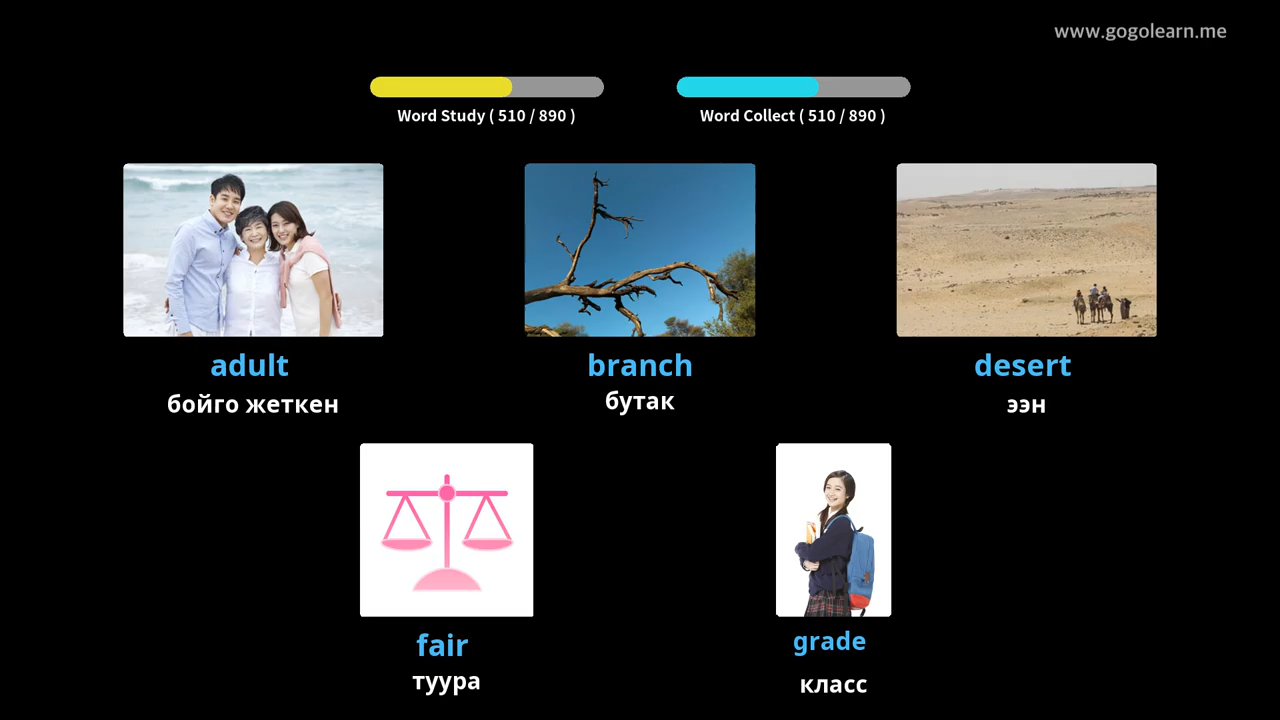 www.gogolearn.me
Word Study ( 510 / 890 )
Word Collect ( 510 / 890 )
adult
бойго жеткен
branch
бутак
desert
ээн
fair
туура
grade
класс